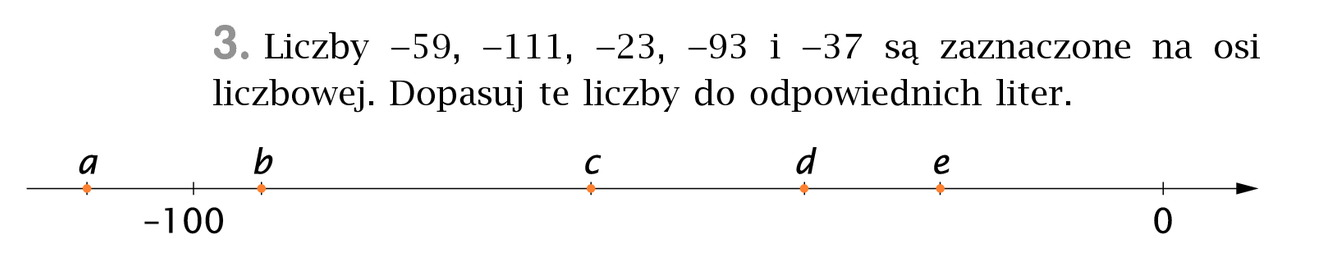 3. Liczby –59, –111, –23, –93 i –37 są zaznaczone na osi
liczbowej. Dopasuj te liczby do odpowiednich liter.
a b c d e
–100 0